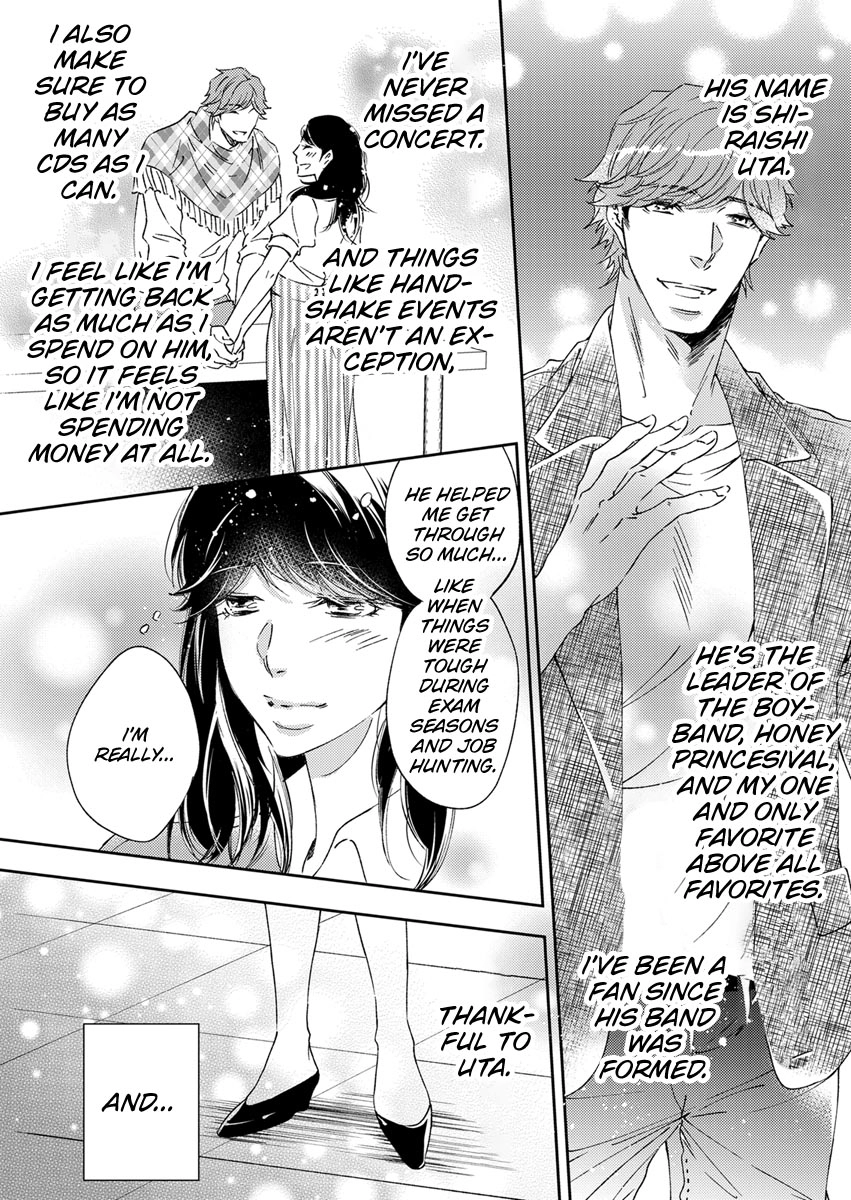 HIS NAME
IS SHI-
RAISHI
UTA.
HE'S THE
LEADER OF
THE BOY-
BAND, HONEY
PRINCESIVAL,
AND MY ONE
AND ONLY
FAVORITE
ABOVE ALL
FAVORITES.
I'VE BEEN A
FAN SINCE
HIS BAND
WAS
FORMED.
I'VE
NEVER
MISSED A
CONCERT.
AND THINGS
LIKE HAND-
SHAKE EVENTS
AREN'T AN EX-
CEPTION,
I ALSO
MAKE
SURE TO
BUY AS
MANY
CDS AS I
CAN.
I FEEL LIKE I'M
GETTING BACK
AS MUCH AS I
SPEND ON HIM,
SO IT FEELS
LIKE I'M NOT
SPENDING
MONEY AT ALL.
HE HELPED
ME GET
THROUGH
SO MUCH...
LIKE
WHEN
THINGS
WERE
TOUGH
DURING
EXAM
SEASONS
AND JOB
HUNTING.
I'M
REALLY...
THANK-
FUL TO
UTA.
AND...